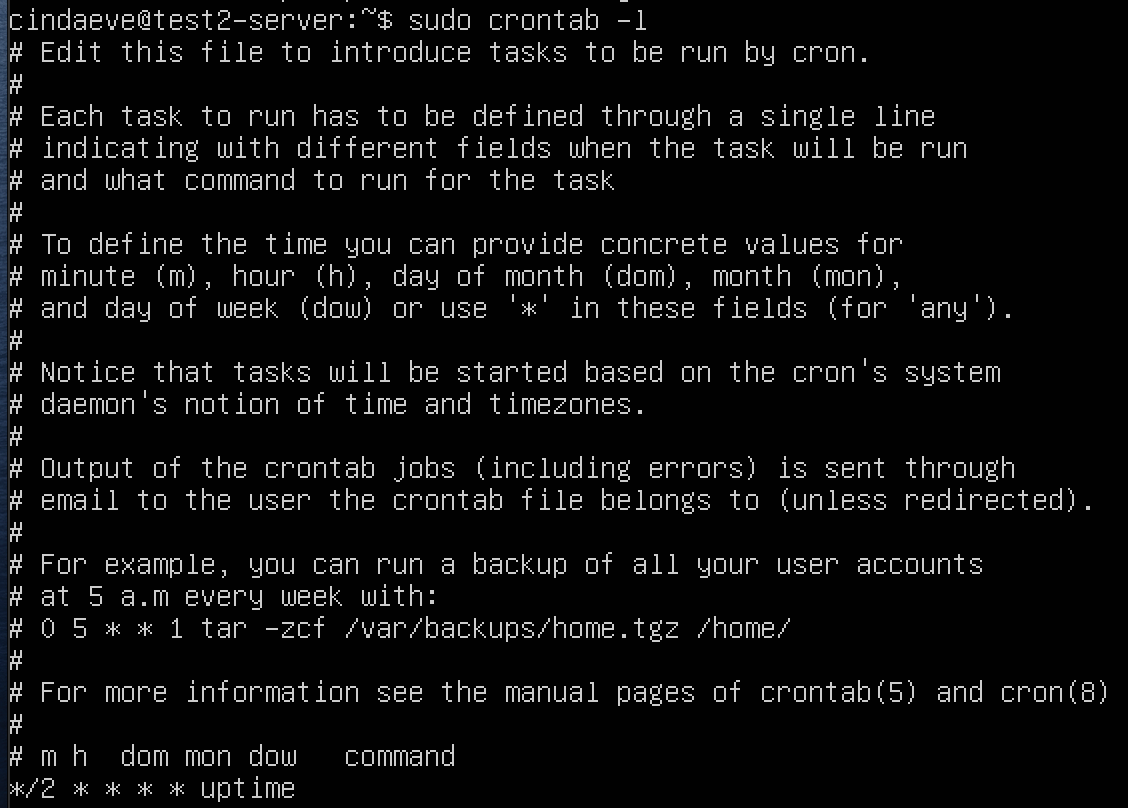 cindaeve@test2-server:~$ sudo crontab -l
# Edit this file to introduce tasks to be run by cron.
#
# Each task to run has to be defined through a single line
# indicating with different fields when the task will be run
# and what command to run for the task
#
# To define the time you can provide concrete values for
# minute (m), hour (h), day of month (dom), month (mon),
# and day of week (dow) or use '*' in these fields (for 'any').
#
# Notice that tasks will be started based on the cron's system
# daemon's notion of time and timezones.
#
# Output of the crontab jobs (including errors) is sent through
# email to the user the crontab file belongs to (unless redirected).
#
# For example, you can run a backup of all your user accounts
# at 5 a.m every week with:
# 0 5 * * 1 tar -zcf /var/backups/home.tgz /home/
#
# For more information see the manual pages of crontab(5) and cron(8)
#
# m h  dom mon dow   command
*/2 * * * * uptime